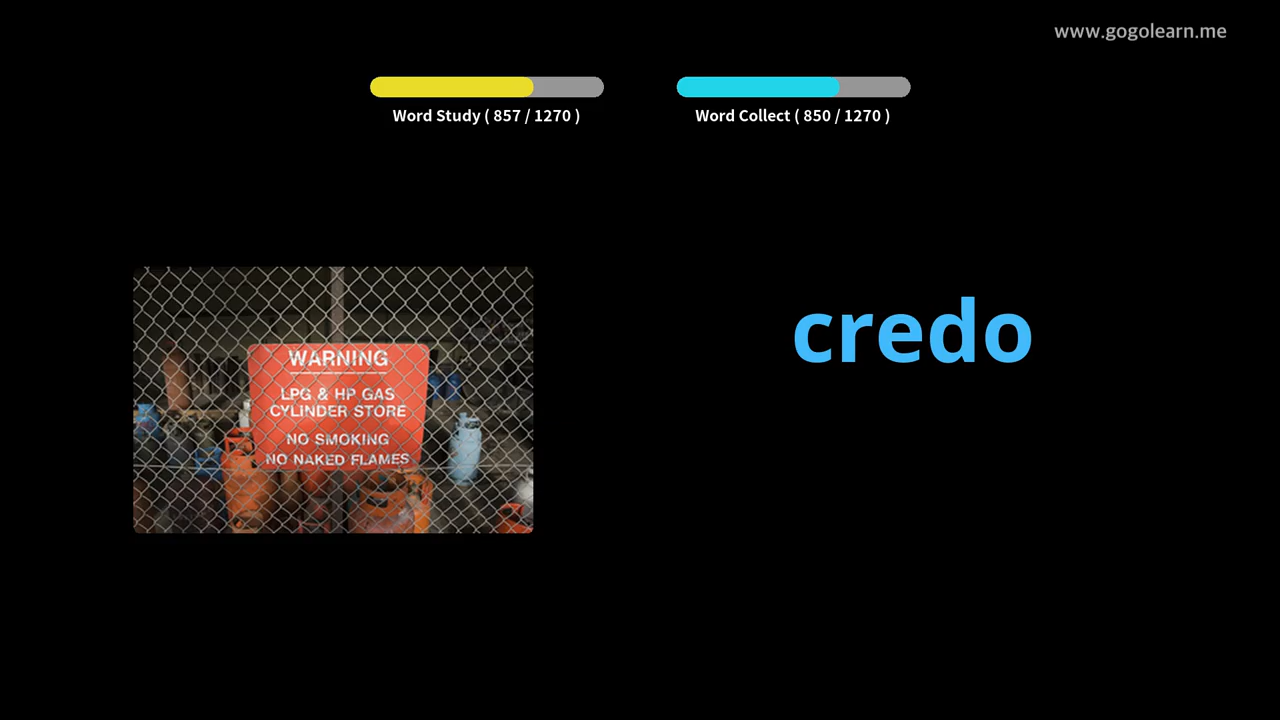 www.gogolearn.me
Word Study ( 857 / 1270 )
Word Collect ( 850 / 1270 )
WARNING
LPG & HP GAS
CYLINDER STORE
NO SMOKING
NO NAKED FLAMES
credo